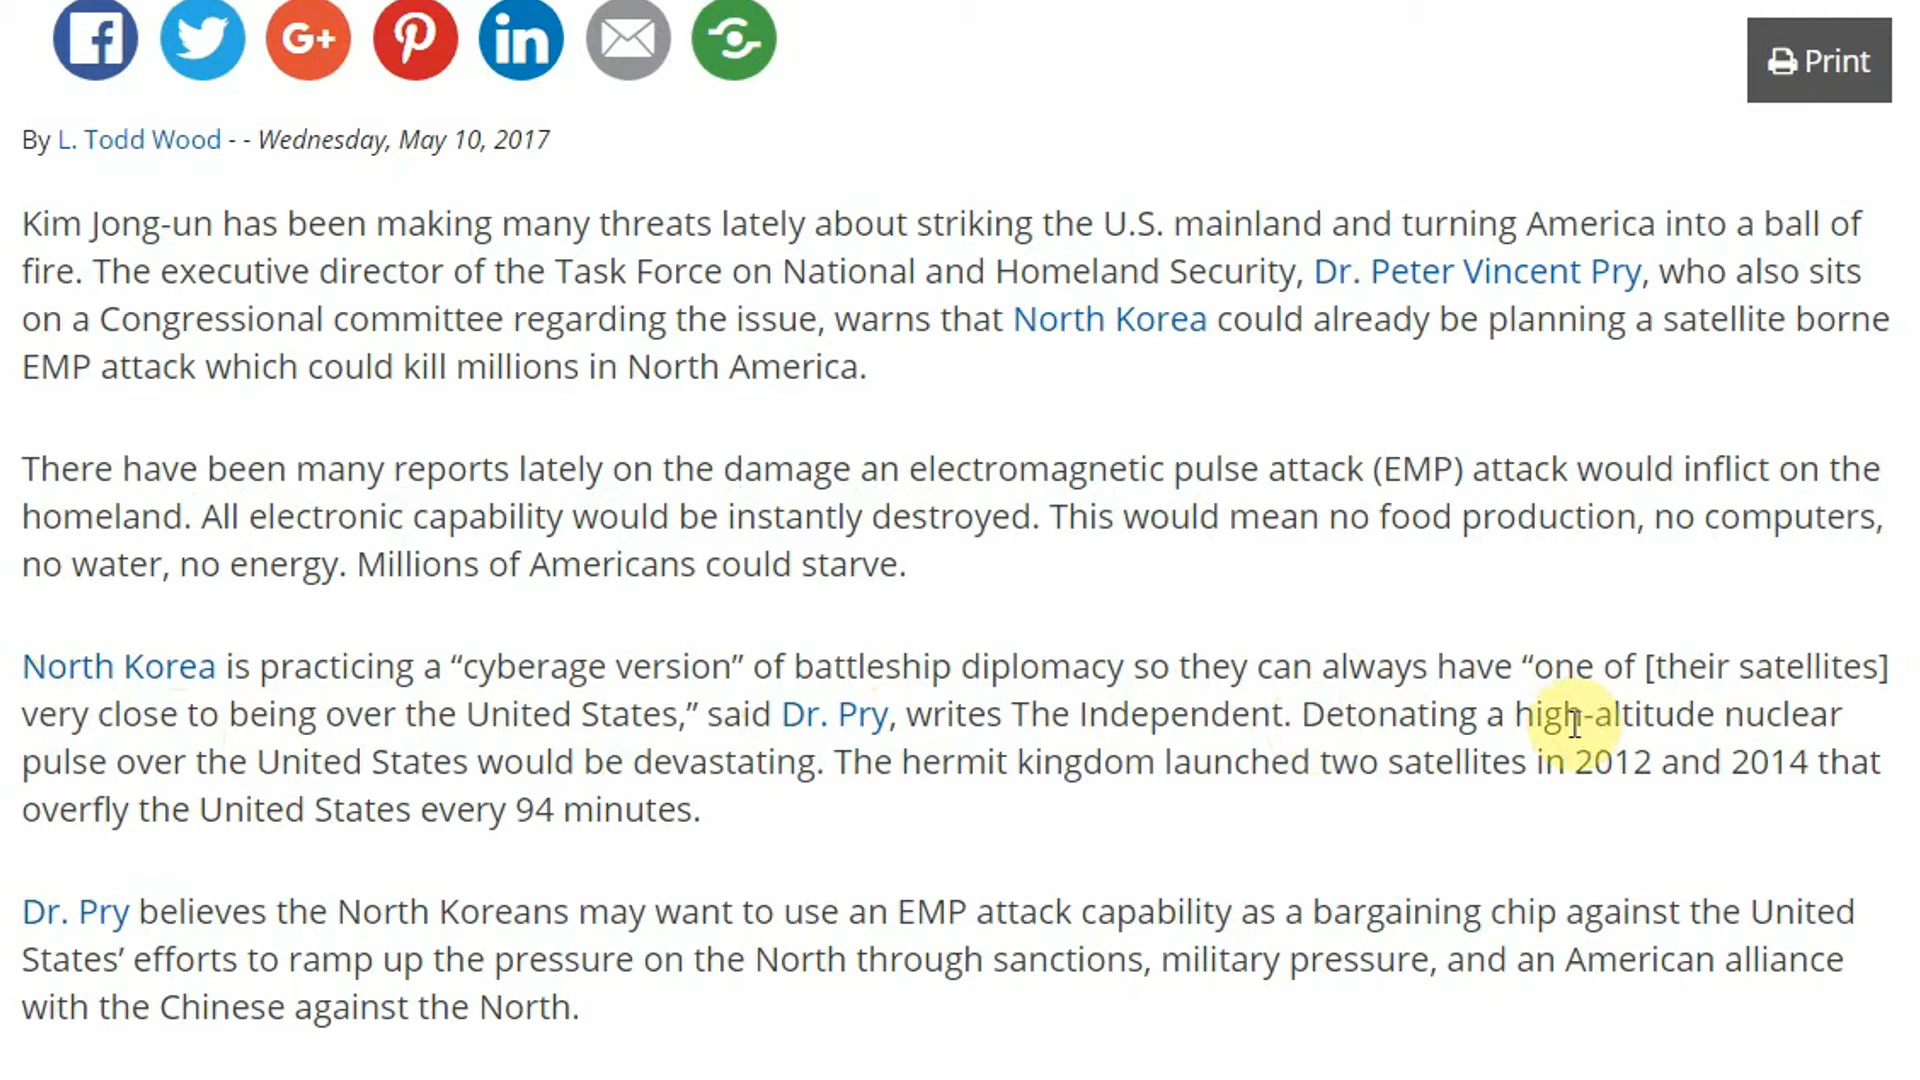 G+
in
Print
By L. Todd Wood - - Wednesday, May 10, 2017
Kim Jong-un has been making many threats lately about striking the U.S. mainland and turning America into a ball of
fire. The executive director of the Task Force on National and Homeland Security, Dr. Peter Vincent Pry, who also sits
on a Congressional committee regarding the issue, warns that North Korea could already be planning a satellite borne
EMP attack which could kill millions in North America.
There have been many reports lately on the damage an electromagnetic pulse attack (EMP) attack would inflict on the
homeland. All electronic capability would be instantly destroyed. This would mean no food production, no computers,
no water, no energy. Millions of Americans could starve.
North Korea is practicing a “cyberage version” of battleship diplomacy so they can always have “one of [their satellites]
very close to being over the United States,” said Dr. Pry, writes The Independent. Detonating a high-altitude nuclear
pulse over the United States would be devastating. The hermit kingdom launched two satellites in 2012 and 2014 that
overfly the United States every 94 minutes.
Dr. Pry believes the North Koreans may want to use an EMP attack capability as a bargaining chip against the United
States’ efforts to ramp up the pressure on the North through sanctions, military pressure, and an American alliance
with the Chinese against the North.